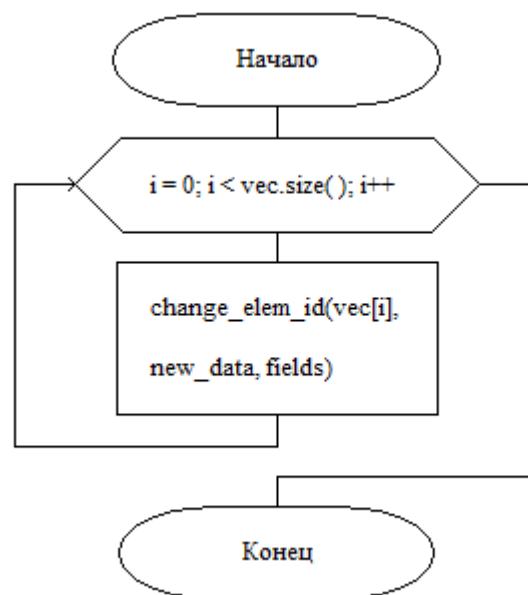 Начало
i = 0; i < vec.size( ); i++
change_elem_id(vec[i],
new_data, fields)
Конец